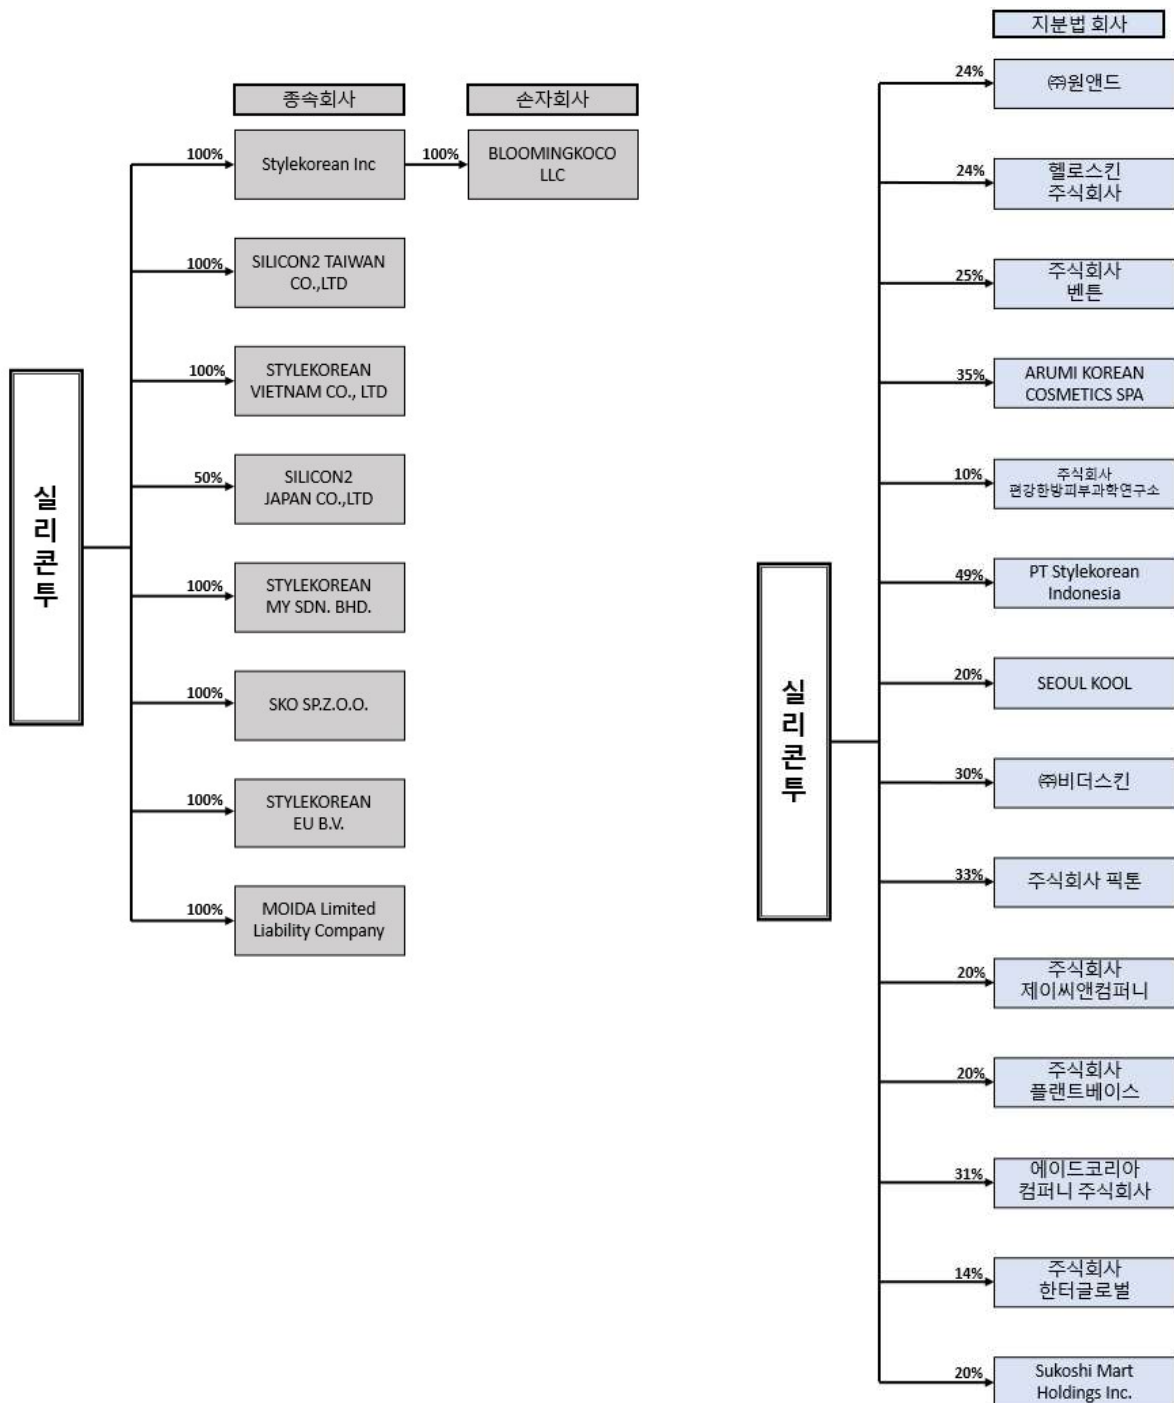 종속회사
손자회사
실
리
콘
투
100%
Stylekorean Inc
100%
BLOOMINGKOCO
LLC
100%
SILICON2 TAIWAN
CO.,LTD
100%
STYLEKOREAN
VIETNAM CO., LTD
50%
SILICON2
JAPAN CO.,LTD
100%
STYLEKOREAN
MY SDN. BHD.
100%
SKO SP.Z.O.O.
100%
STYLEKOREAN
EU B.V.
100%
MOIDA Limited
Liability Company
지분법 회사
실
리
콘
투
24%
㈜원앤드
24%
헬로스킨
주식회사
25%
주식회사
벤튼
35%
ARUMI KOREAN
COSMETICS SPA
10%
주식회사
편강한방피부과학연구소
49%
PT Stylekorean
Indonesia
20%
SEOUL KOOL
30%
㈜비더스킨
33%
주식회사 픽톤
20%
주식회사
제이씨앤컴퍼니
20%
주식회사
플랜트베이스
31%
에이드코리아
컴퍼니 주식회사
14%
주식회사
한터글로벌
20%
Sukoshi Mart
Holdings Inc.